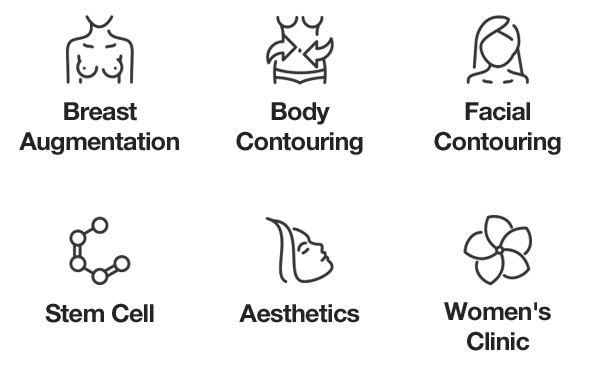 Breast
Augmentation
Body
Contouring
Facial
Contouring
Stem Cell
Aesthetics
Women's
Clinic